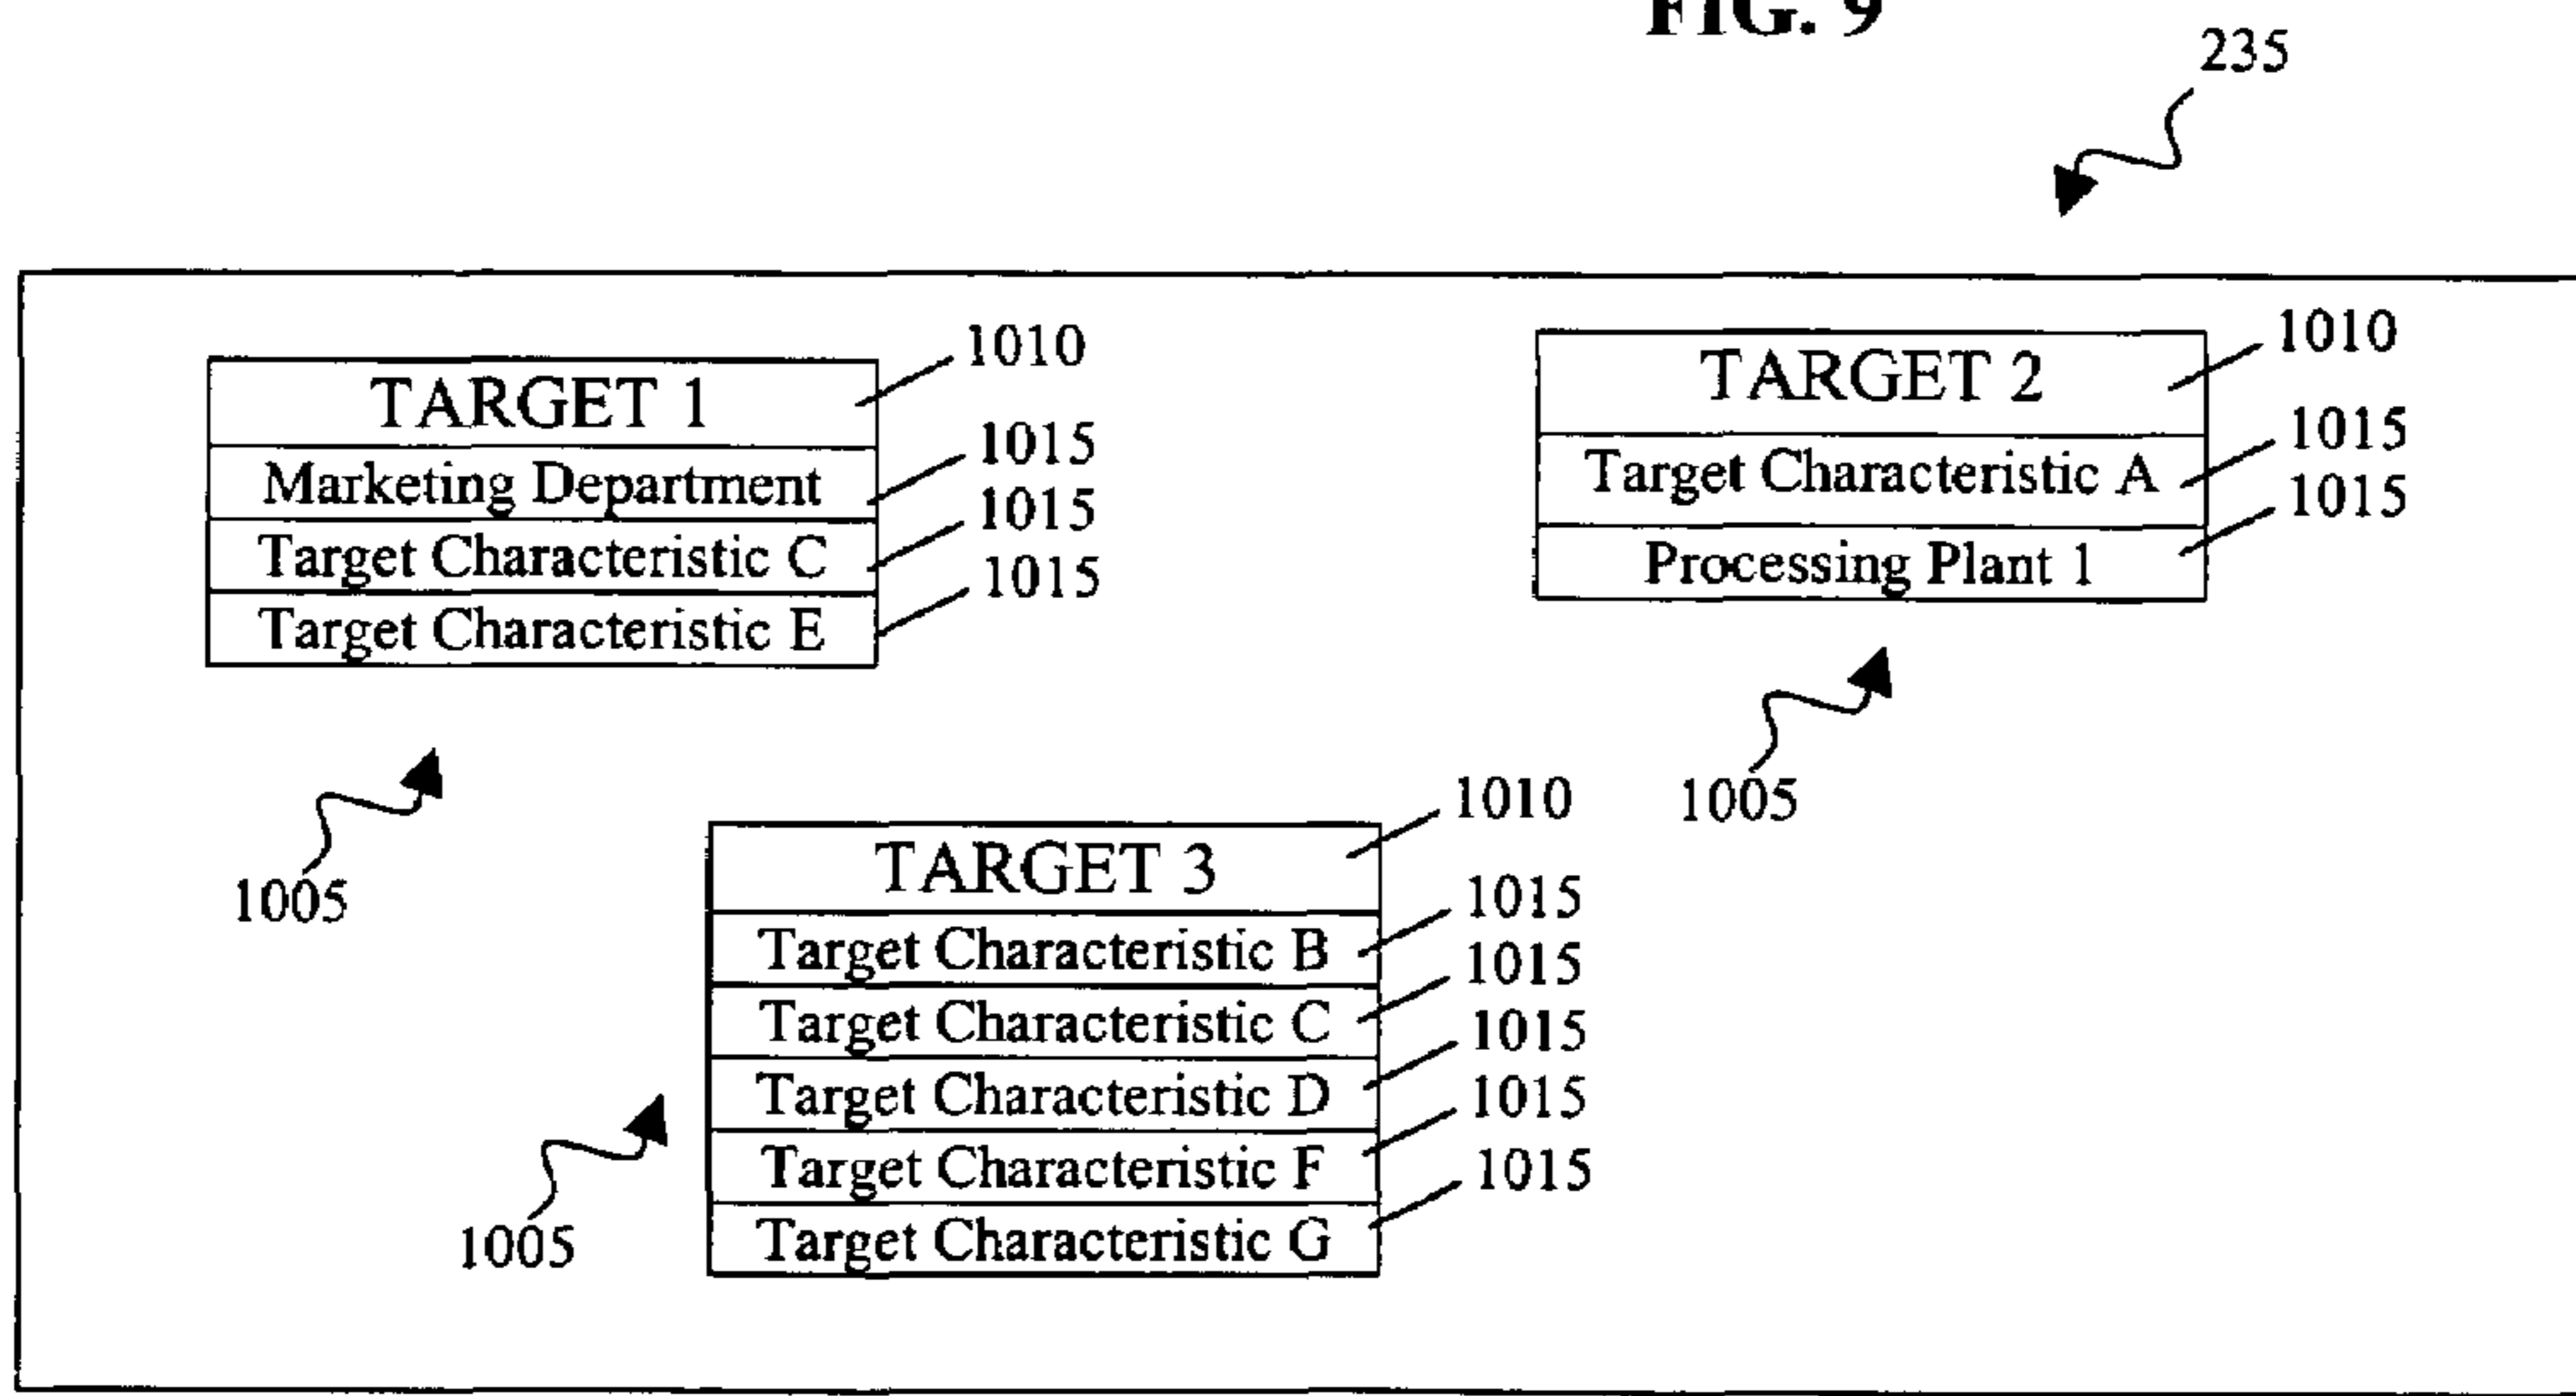 FIG. 9
235
TARGET 1 1010
Marketing Department 1015
Target Characteristic C 1015
Target Characteristic E 1015
1005
TARGET 2 1010
Target Characteristic A 1015
Processing Plant 1 1015
1005
TARGET 3 1010
Target Characteristic B 1015
Target Characteristic C 1015
Target Characteristic D 1015
Target Characteristic F 1015
Target Characteristic G 1015
1005